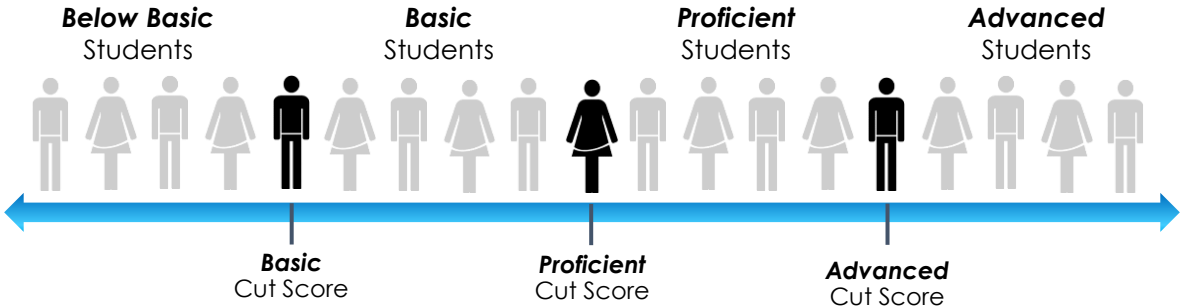 Below Basic
Students
Basic
Students
Proficient
Students
Advanced
Students
Basic
Cut Score
Proficient
Cut Score
Advanced
Cut Score